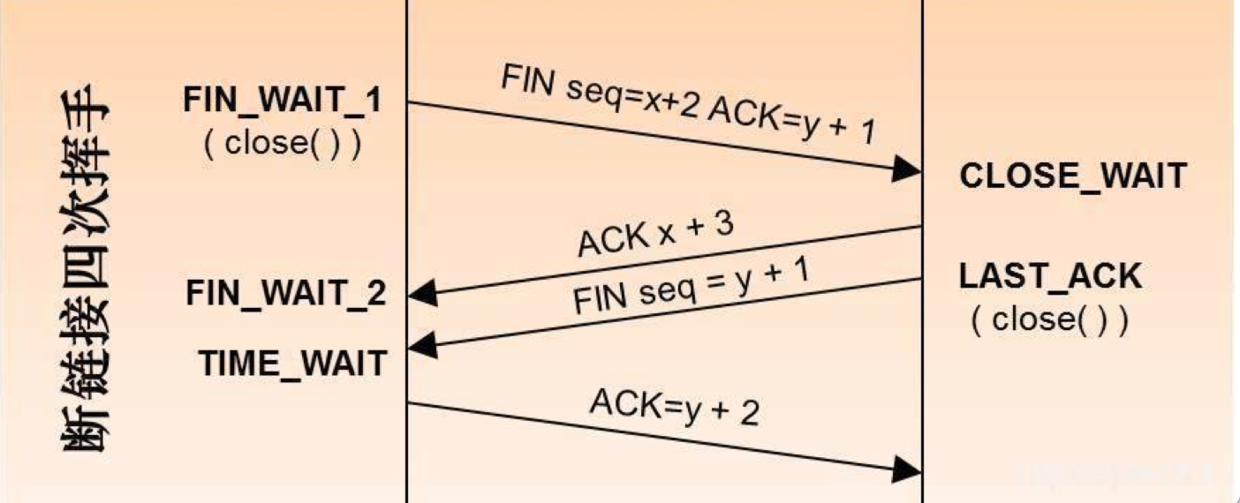 断链接四次挥手
FIN_WAIT_1
( close( ) )
FIN seq=x+2 ACK=y + 1
CLOSE_WAIT
ACK x + 3
FIN_WAIT_2
FIN seq = y + 1
LAST_ACK
( close( ) )
TIME_WAIT
ACK=y + 2